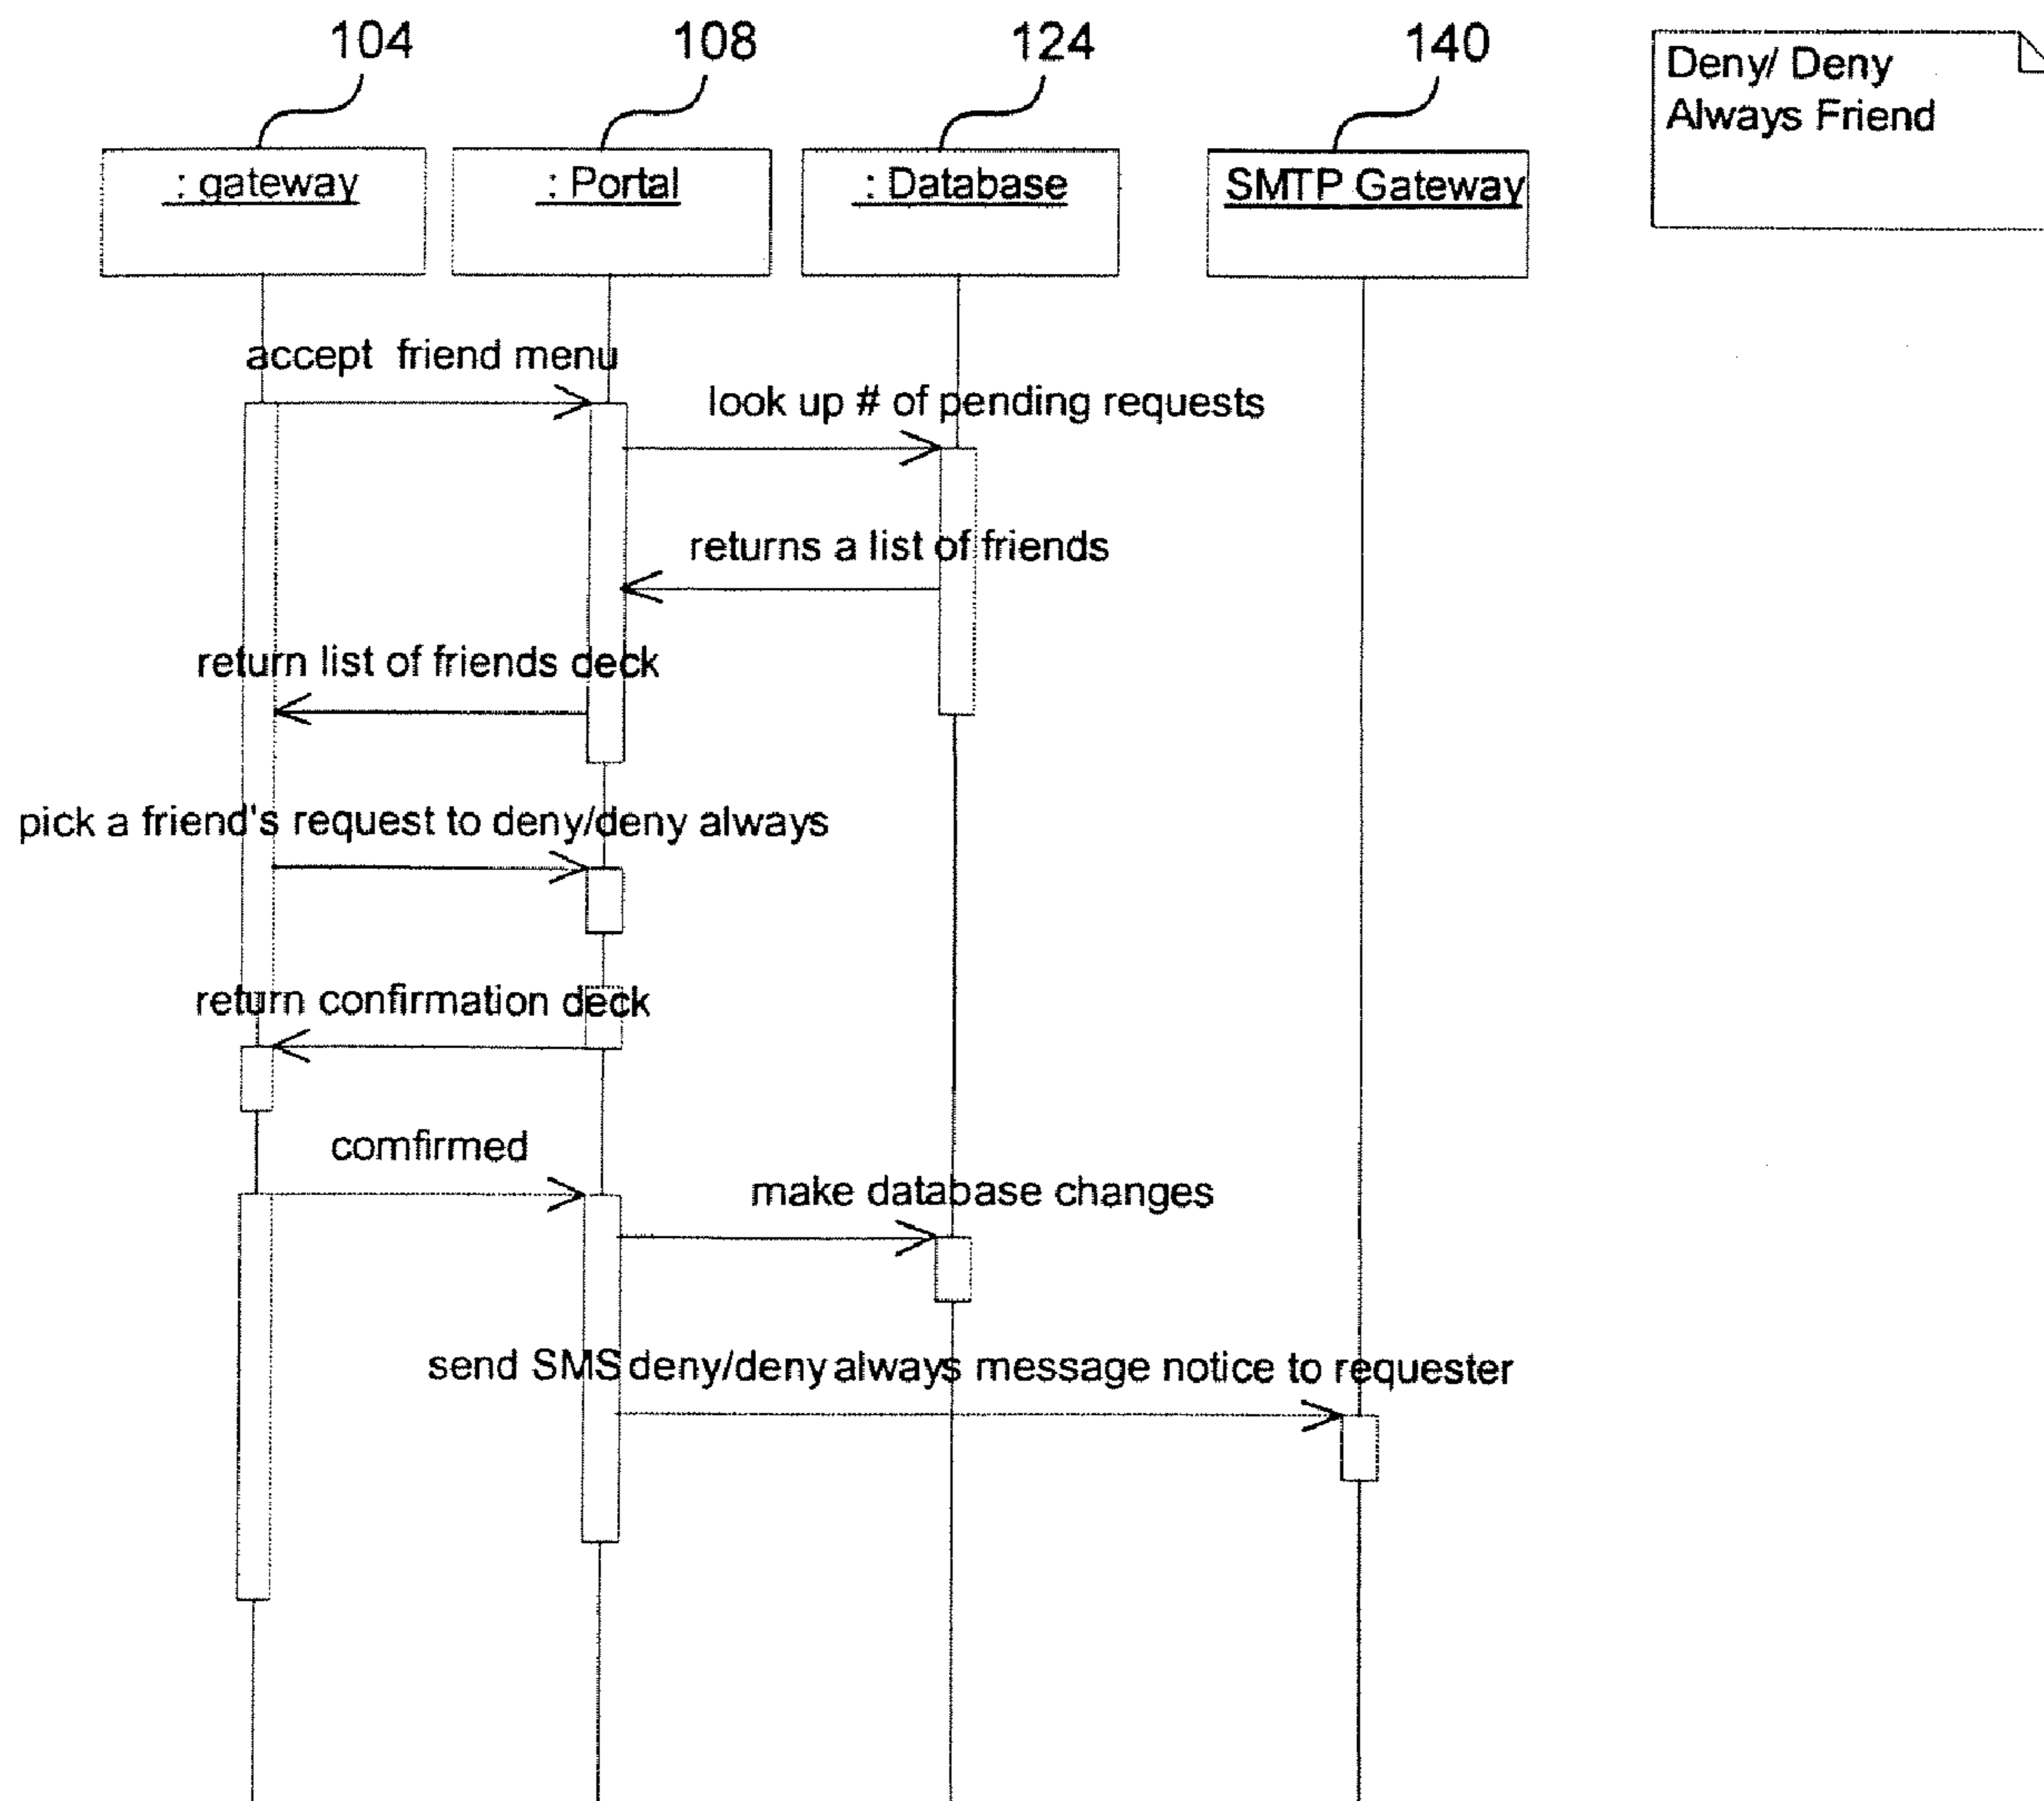 104
108
124
140
Deny/ Deny
Always Friend
: gateway
: Portal
: Database
SMTP Gateway
accept friend menu
look up # of pending requests
returns a list of friends
return list of friends deck
pick a friend's request to deny/deny always
return confirmation deck
comfirmed
make database changes
send SMS deny/deny always message notice to requester